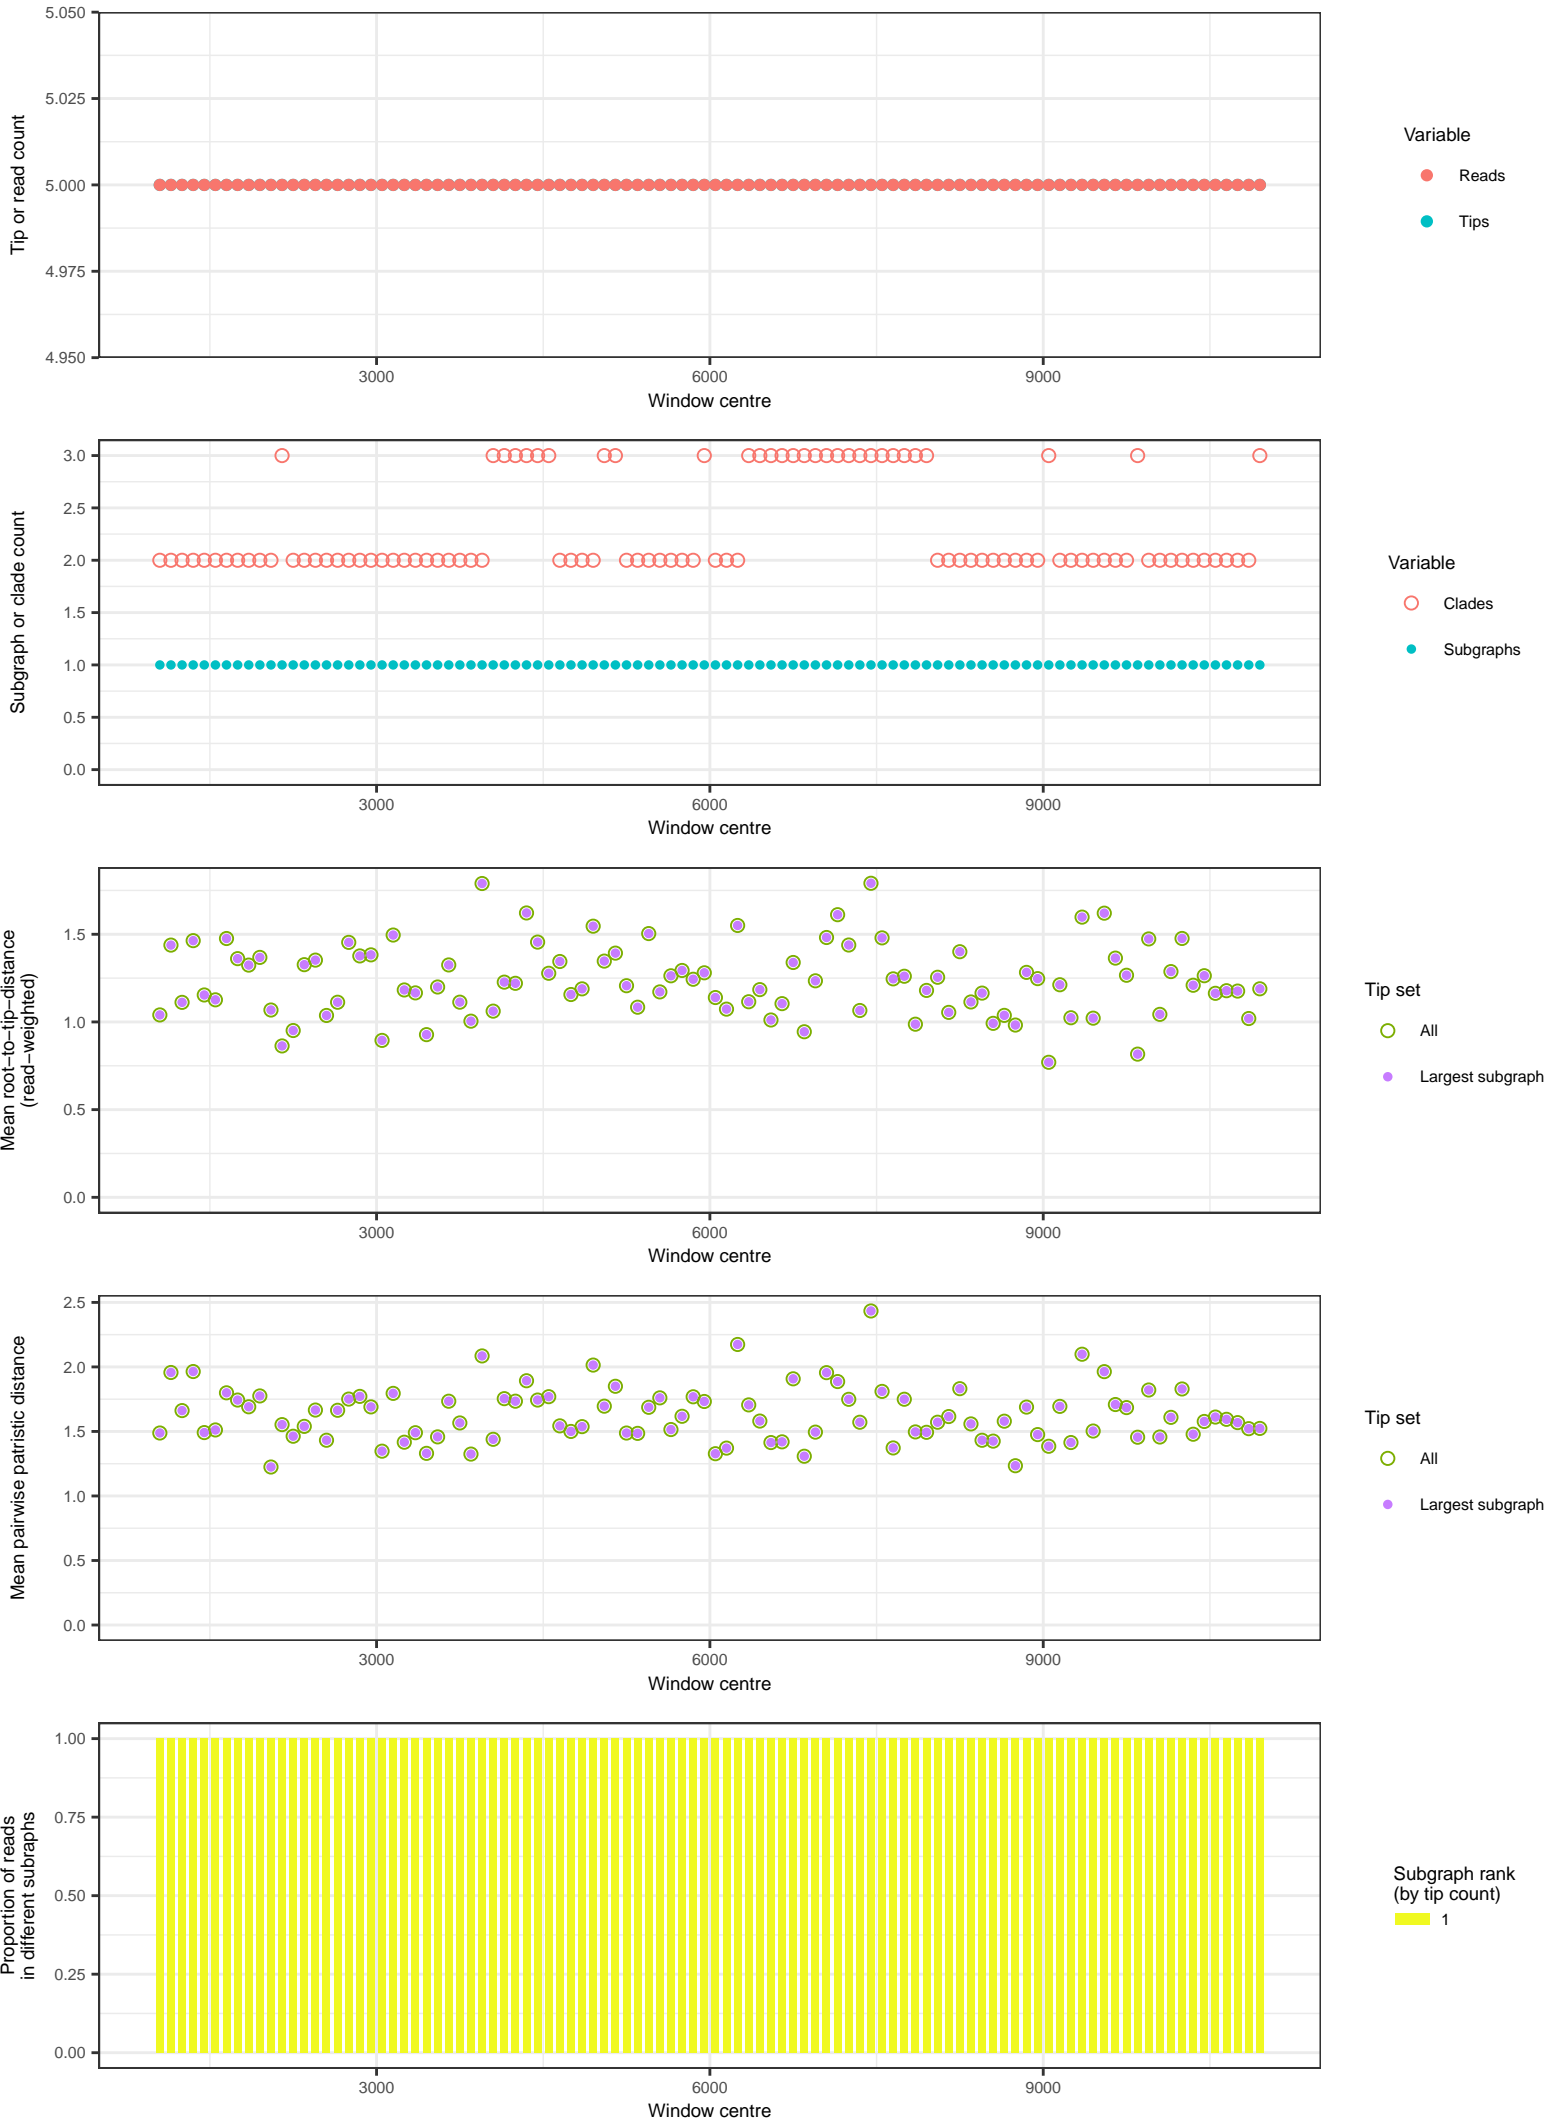 5.050
5.025
5.000
4.975
4.950
Tip or read count
3000
6000
9000
Window centre
Variable
Reads
Tips
3.0
2.5
2.0
1.5
1.0
0.5
0.0
Subgraph or clade count
3000
6000
9000
Window centre
Variable
Clades
Subgraphs
1.5
1.0
0.5
0.0
Mean root−to−tip−distance
(read−weighted)
3000
6000
9000
Window centre
Tip set
All
Largest subgraph
2.5
2.0
1.5
1.0
0.5
0.0
Mean pairwise patristic distance
3000
6000
9000
Window centre
Tip set
All
Largest subgraph
1.00
0.75
0.50
0.25
0.00
Proportion of reads
in different subraphs
3000
6000
9000
Window centre
Subgraph rank
(by tip count)
1